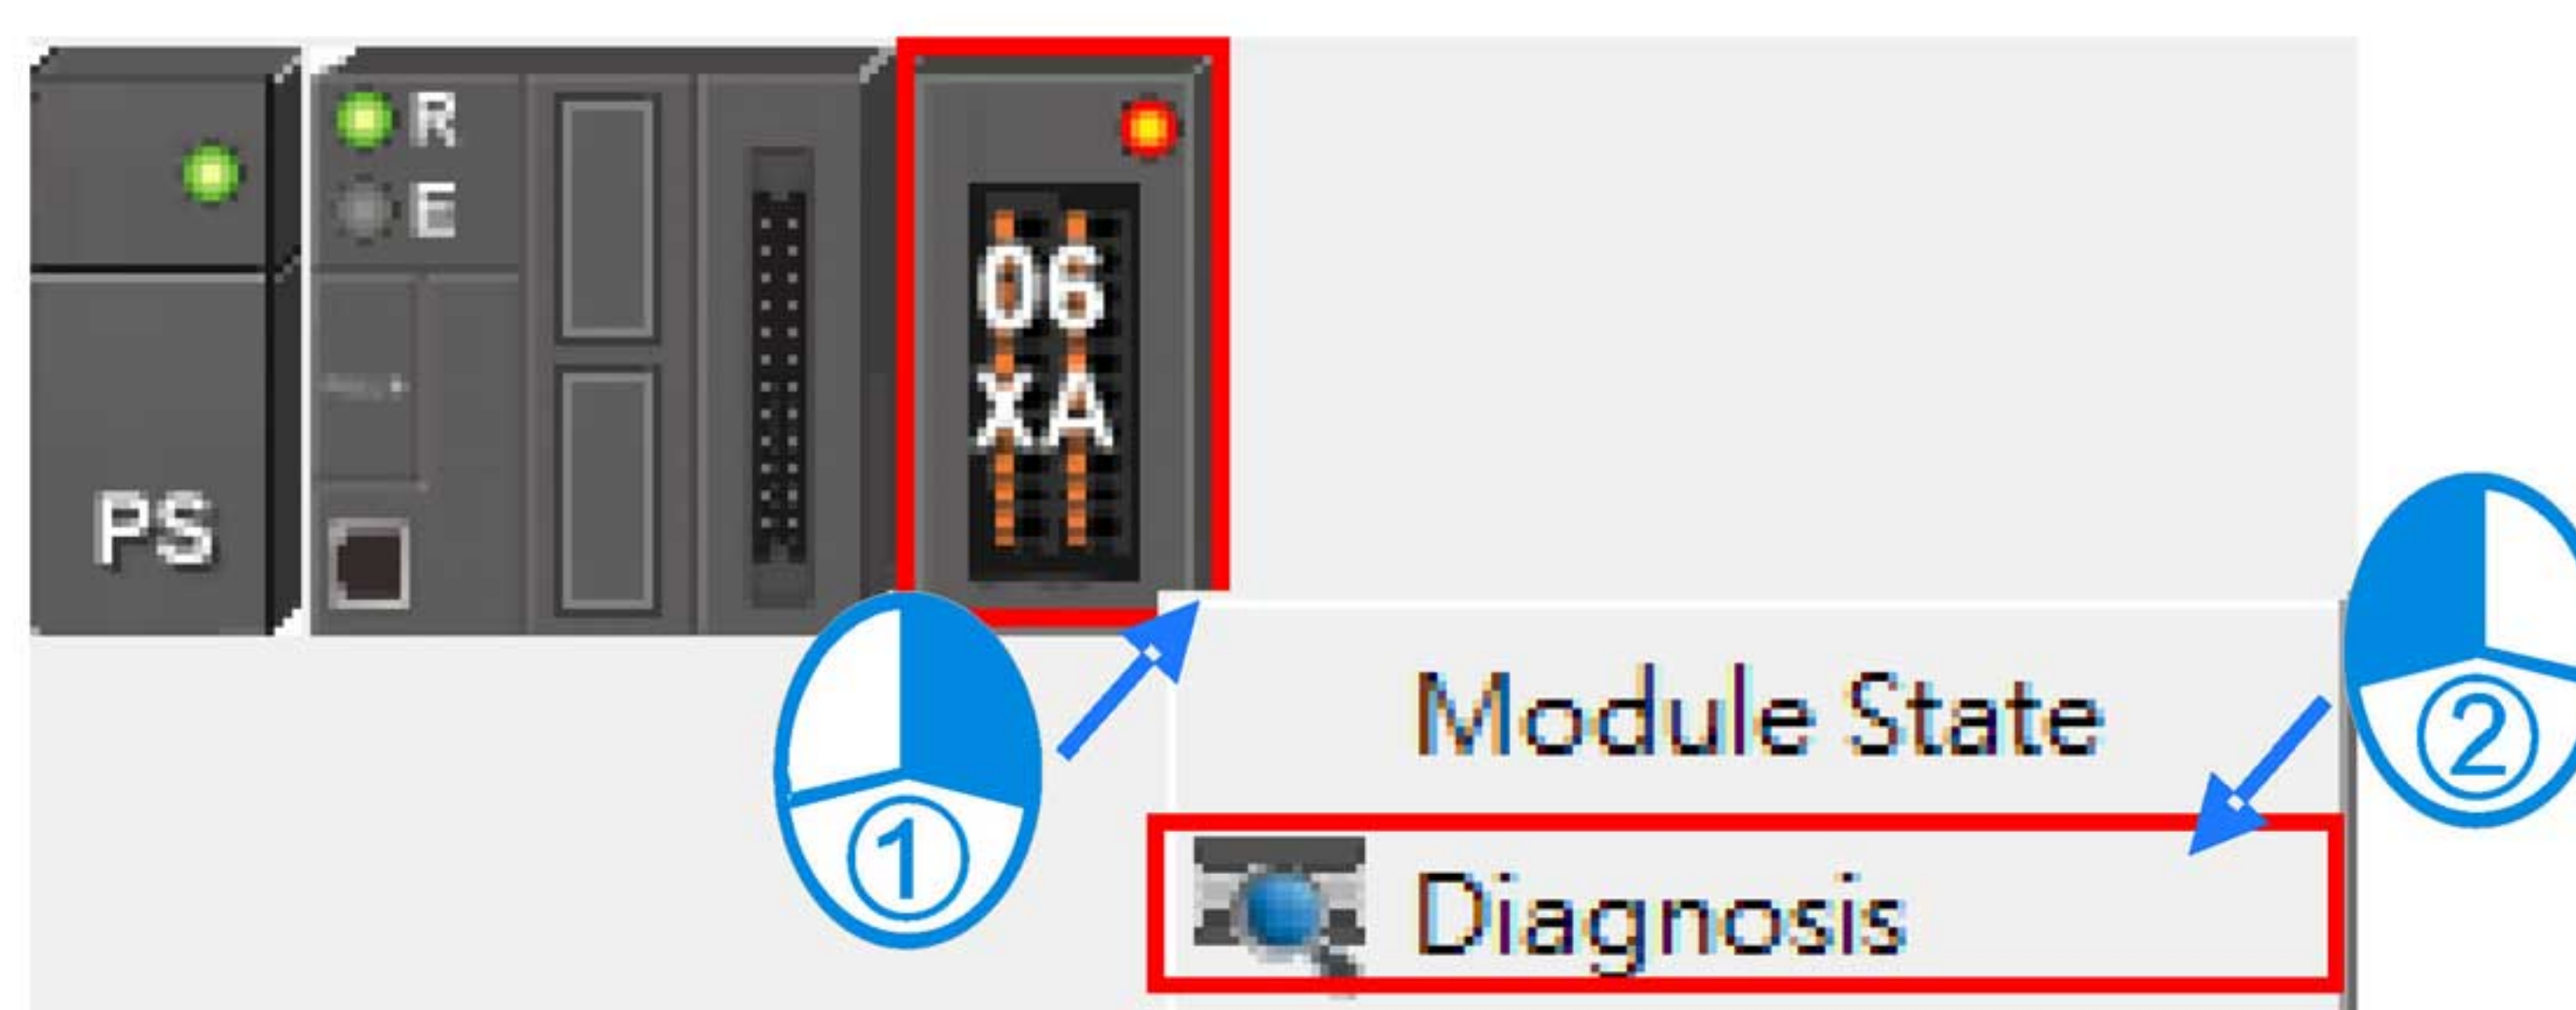 R
E
06
XA
PS
Module State
①
②
Diagnosis